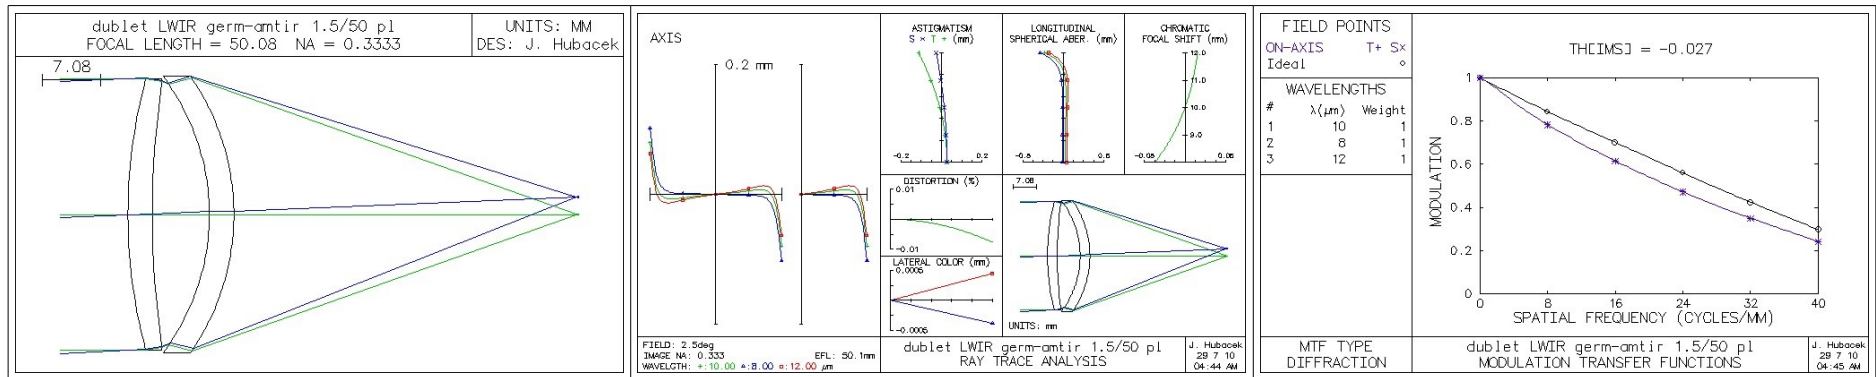 dublet LWIR germ-amtir 1.5/50 pl
FOCAL LENGTH = 50.08 NA = 0.3333
UNITS: MM
DES: J. Hubacek
7.08
AXIS
0.2 mm
ASTIGMATISM
S × T + (mm)
-0.2
0.2
LONGITUDINAL
SPHERICAL ABER. (mm)
-0.5
0.5
CHROMATIC
FOCAL SHIFT (mm)
12.0
11.0
10.0
9.0
-0.05
0.05
DISTORTION (%)
0.01
-0.01
LATERAL COLOR (mm)
0.0005
-0.0005
7.08
UNITS: mm
FIELD: 2.5deg
IMAGE NA: 0.333 EFL: 50.1mm
WAVELGTH: +:10.00 ▵:8.00 ▫:12.00 µm
dublet LWIR germ-amtir 1.5/50 pl
RAY TRACE ANALYSIS
J. Hubacek
29 7 10
04:44 AM
FIELD POINTS
ON-AXIS T+ S×
Ideal ◦
WAVELENGTHS
# λ(µm) Weight
1 10 1
2 8 1
3 12 1
MTF TYPE
DIFFRACTION
TH[IMS] = -0.027
MODULATION
1
0.8
0.6
0.4
0.2
0
0 8 16 24 32 40
SPATIAL FREQUENCY (CYCLES/MM)
dublet LWIR germ-amtir 1.5/50 pl
MODULATION TRANSFER FUNCTIONS
J. Hubacek
29 7 10
04:45 AM